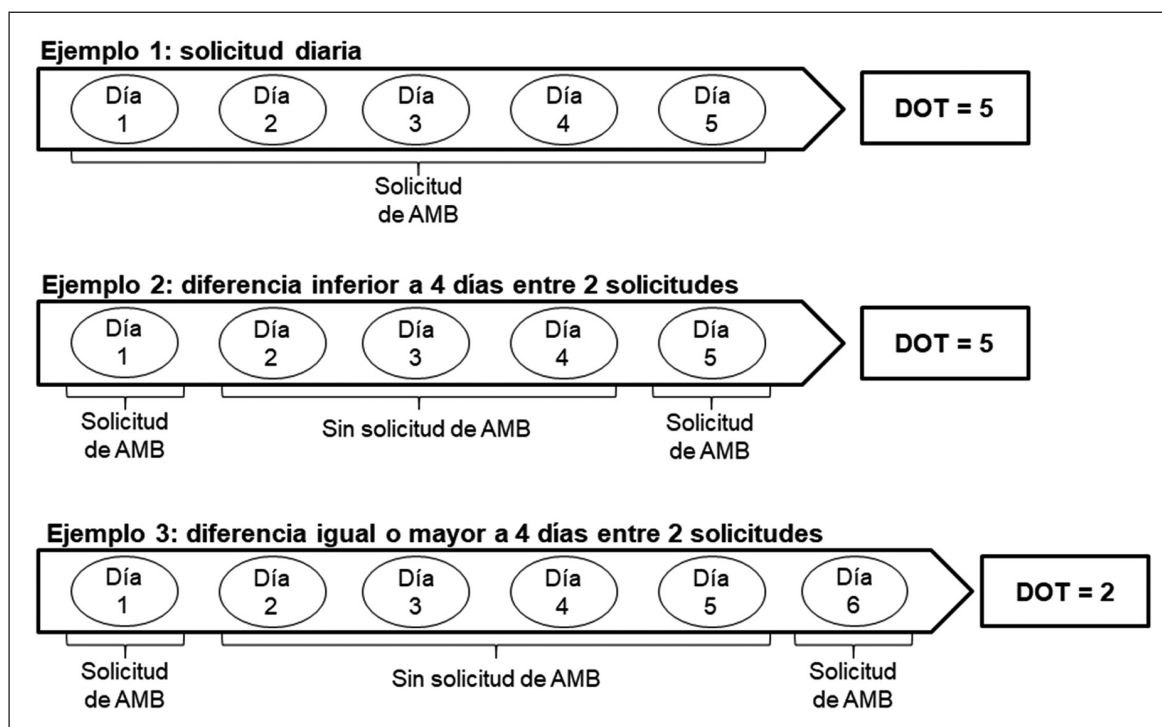 Ejemplo 1: solicitud diaria
Día
1
Día
2
Día
3
Día
4
Día
5
DOT = 5
Solicitud
de AMB
Ejemplo 2: diferencia inferior a 4 días entre 2 solicitudes
Día
1
Día
2
Día
3
Día
4
Día
5
DOT = 5
Solicitud
de AMB
Sin solicitud de AMB
Solicitud
de AMB
Ejemplo 3: diferencia igual o mayor a 4 días entre 2 solicitudes
Día
1
Día
2
Día
3
Día
4
Día
5
Día
6
DOT = 2
Solicitud
de AMB
Sin solicitud de AMB
Solicitud
de AMB